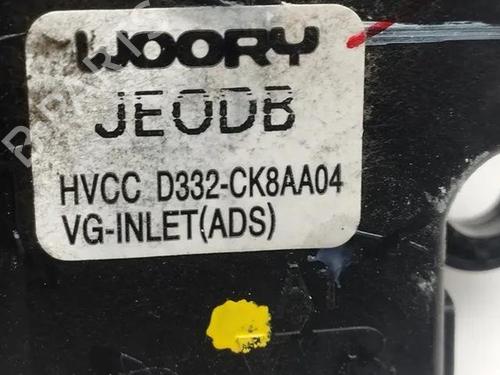 WOORY
JEODB
HVCC D332-CK8AA04
VG-INLET(ADS)